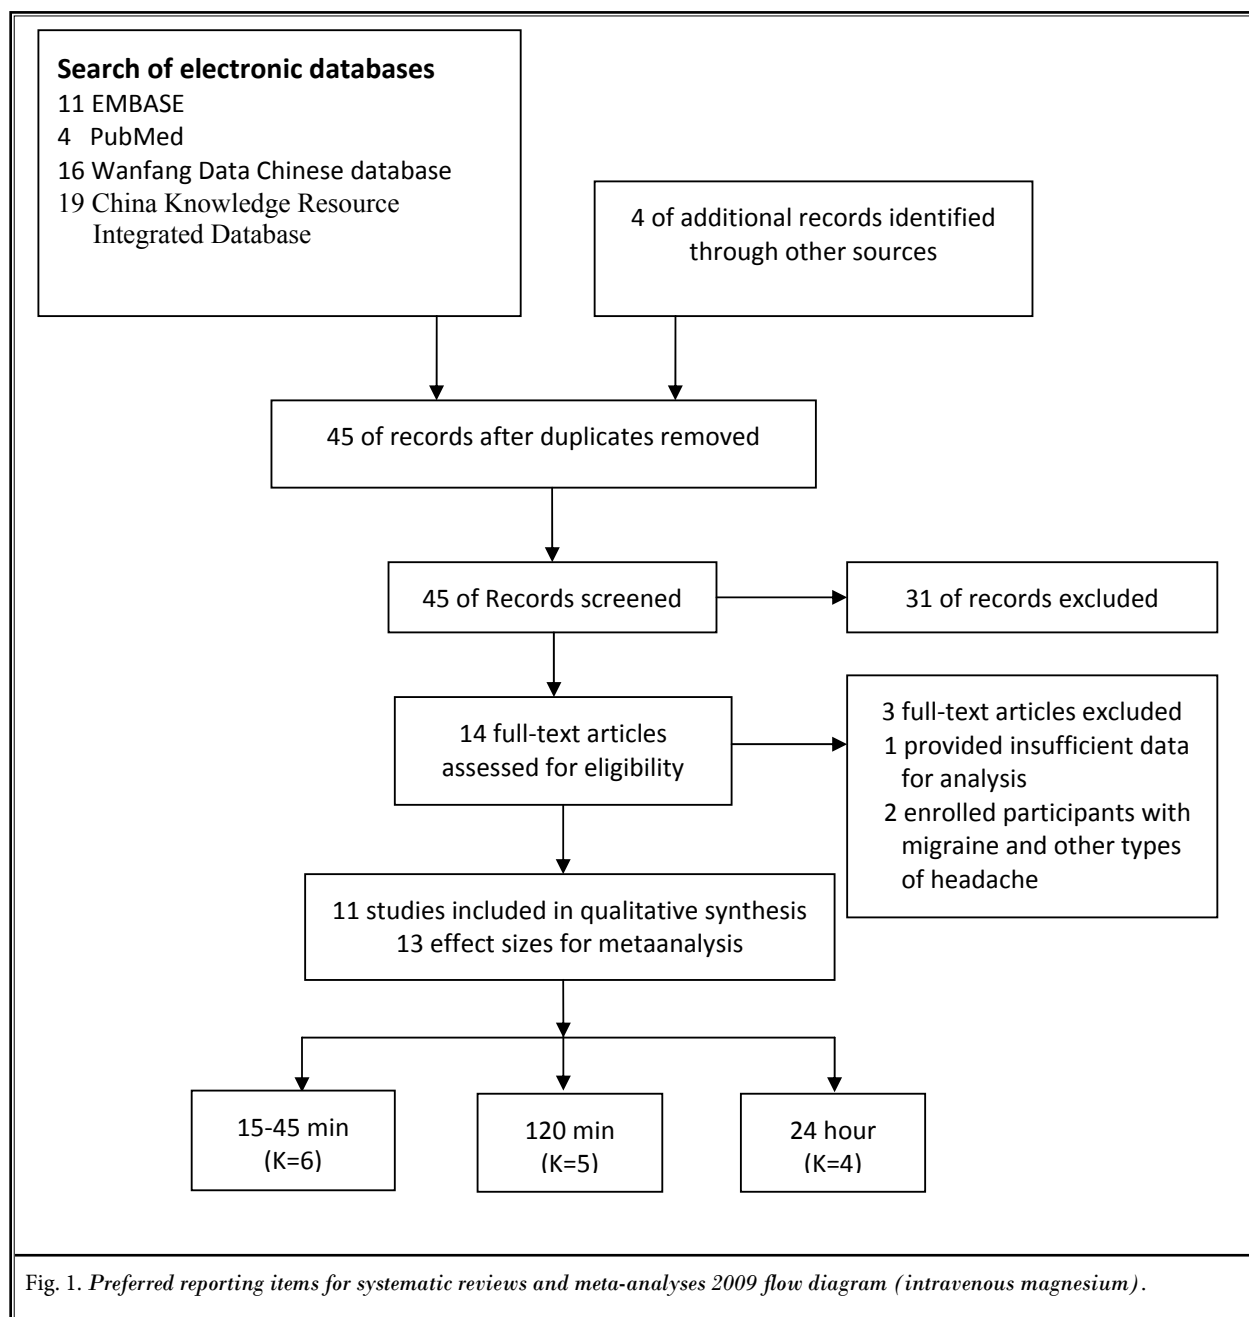 Search of electronic databases
11 EMBASE
4 PubMed
16 Wanfang Data Chinese database
19 China Knowledge Resource
Integrated Database
4 of additional records identified
through other sources
45 of records after duplicates removed
45 of Records screened
31 of records excluded
14 full-text articles
assessed for eligibility
3 full-text articles excluded
1 provided insufficient data
for analysis
2 enrolled participants with
migraine and other types
of headache
11 studies included in qualitative synthesis
13 effect sizes for metaanalysis
15-45 min
(K=6)
120 min
(K=5)
24 hour
(K=4)
Fig. 1. Preferred reporting items for systematic reviews and meta-analyses 2009 flow diagram (intravenous magnesium).